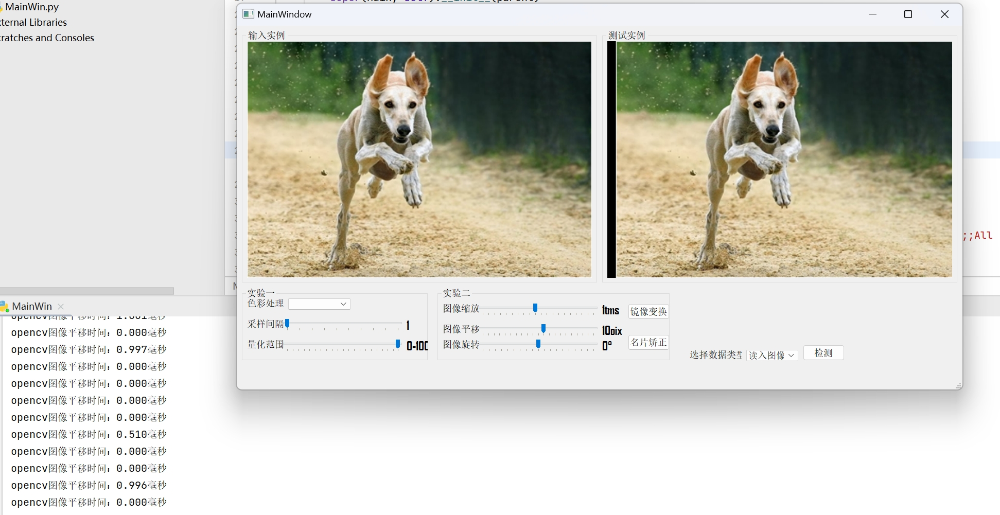 MainWin.py
ternal Libraries
ratches and Consoles
MainWindow
输入实例
测试实例
;;All
实验一
色彩处理
采样间隔
1
量化范围
0-100
实验二
图像缩放
1tms
镜像变换
图像平移
10pix
图像旋转
0°
名片矫正
选择数据类型
读入图像
检测
MainWin
opencv图像平移时间：1.001毫秒
opencv图像平移时间：0.000毫秒
opencv图像平移时间：0.997毫秒
opencv图像平移时间：0.000毫秒
opencv图像平移时间：0.000毫秒
opencv图像平移时间：0.000毫秒
opencv图像平移时间：0.000毫秒
opencv图像平移时间：0.510毫秒
opencv图像平移时间：0.000毫秒
opencv图像平移时间：0.000毫秒
opencv图像平移时间：0.996毫秒
opencv图像平移时间：0.000毫秒